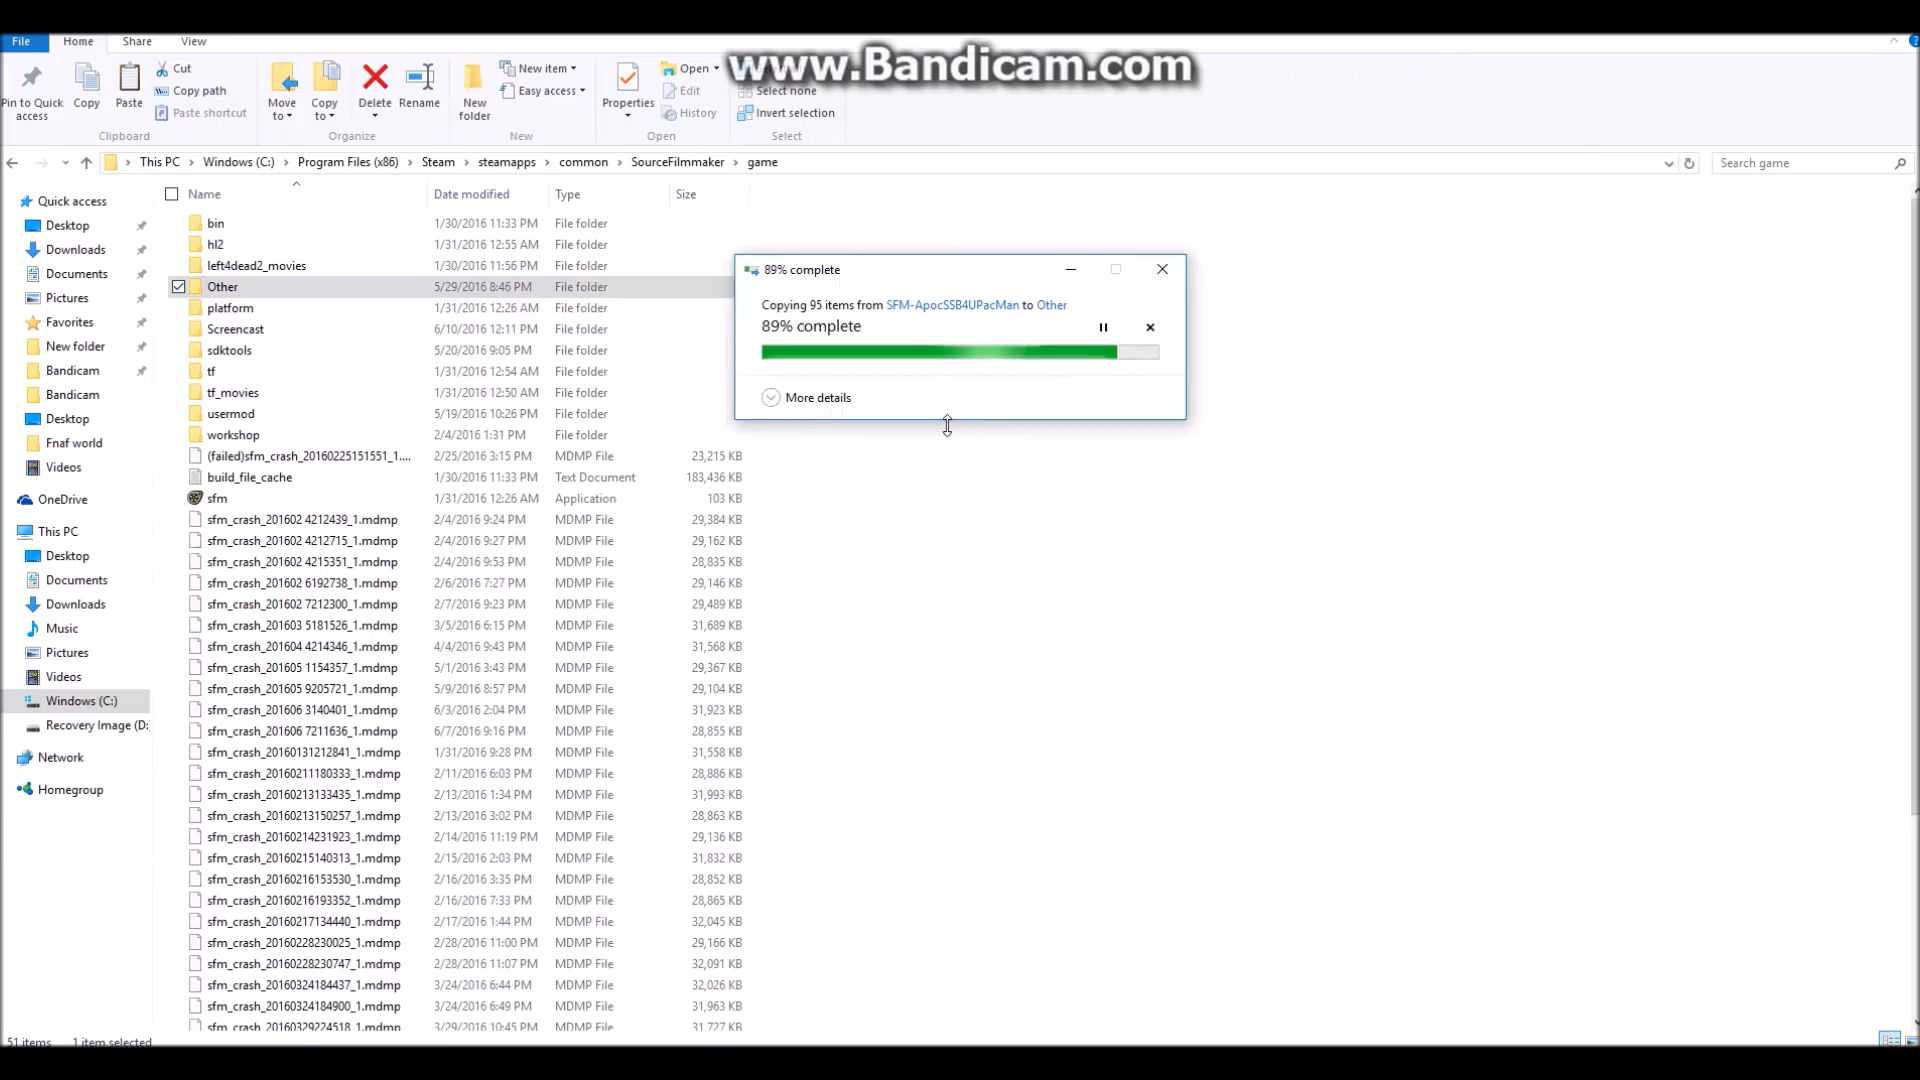 File Home Share View
www.Bandicam.com
Pin to Quick access
Copy
Paste
Cut
Copy path
Paste shortcut
Clipboard
Move to
Copy to
Delete
Rename
Organize
New folder
New item
Easy access
New
Properties
Open
Edit
History
Open
Select none
Invert selection
Select
This PC > Windows (C:) > Program Files (x86) > Steam > steamapps > common > SourceFilmmaker > game
Search game
Quick access
Desktop
Downloads
Documents
Pictures
Favorites
New folder
Bandicam
Bandicam
Desktop
Fnaf world
Videos
OneDrive
This PC
Desktop
Documents
Downloads
Music
Pictures
Videos
Windows (C:)
Recovery Image (D:
Network
Homegroup
Name Date modified Type Size
bin 1/30/2016 11:33 PM File folder
hl2 1/31/2016 12:55 AM File folder
left4dead2_movies 1/30/2016 11:56 PM File folder
Other 5/29/2016 8:46 PM File folder
platform 1/31/2016 12:26 AM File folder
Screencast 6/10/2016 12:11 PM File folder
sdktools 5/20/2016 9:05 PM File folder
tf 1/31/2016 12:54 AM File folder
tf_movies 1/31/2016 12:50 AM File folder
usermod 5/19/2016 10:26 PM File folder
workshop 2/4/2016 1:31 PM File folder
(failed)sfm_crash_20160225151551_1.... 2/25/2016 3:15 PM MDMP File 23,215 KB
build_file_cache 1/30/2016 11:33 PM Text Document 183,436 KB
sfm 1/31/2016 12:26 AM Application 103 KB
sfm_crash_201602 4212439_1.mdmp 2/4/2016 9:24 PM MDMP File 29,384 KB
sfm_crash_201602 4212715_1.mdmp 2/4/2016 9:27 PM MDMP File 29,162 KB
sfm_crash_201602 4215351_1.mdmp 2/4/2016 9:53 PM MDMP File 28,835 KB
sfm_crash_201602 6192738_1.mdmp 2/6/2016 7:27 PM MDMP File 29,146 KB
sfm_crash_201602 7212300_1.mdmp 2/7/2016 9:23 PM MDMP File 29,489 KB
sfm_crash_201603 5181526_1.mdmp 3/5/2016 6:15 PM MDMP File 31,689 KB
sfm_crash_201604 4214346_1.mdmp 4/4/2016 9:43 PM MDMP File 31,568 KB
sfm_crash_201605 1154357_1.mdmp 5/1/2016 3:43 PM MDMP File 29,367 KB
sfm_crash_201605 9205721_1.mdmp 5/9/2016 8:57 PM MDMP File 29,104 KB
sfm_crash_201606 3140401_1.mdmp 6/3/2016 2:04 PM MDMP File 31,923 KB
sfm_crash_201606 7211636_1.mdmp 6/7/2016 9:16 PM MDMP File 28,855 KB
sfm_crash_20160131212841_1.mdmp 1/31/2016 9:28 PM MDMP File 31,558 KB
sfm_crash_20160211180333_1.mdmp 2/11/2016 6:03 PM MDMP File 28,886 KB
sfm_crash_20160213133435_1.mdmp 2/13/2016 1:34 PM MDMP File 31,993 KB
sfm_crash_20160213150257_1.mdmp 2/13/2016 3:02 PM MDMP File 28,863 KB
sfm_crash_20160214231923_1.mdmp 2/14/2016 11:19 PM MDMP File 29,136 KB
sfm_crash_20160215140313_1.mdmp 2/15/2016 2:03 PM MDMP File 31,832 KB
sfm_crash_20160216153530_1.mdmp 2/16/2016 3:35 PM MDMP File 28,852 KB
sfm_crash_20160216193352_1.mdmp 2/16/2016 7:33 PM MDMP File 28,865 KB
sfm_crash_20160217134440_1.mdmp 2/17/2016 1:44 PM MDMP File 32,045 KB
sfm_crash_20160228230025_1.mdmp 2/28/2016 11:00 PM MDMP File 29,166 KB
sfm_crash_20160228230747_1.mdmp 2/28/2016 11:07 PM MDMP File 32,091 KB
sfm_crash_20160324184437_1.mdmp 3/24/2016 6:44 PM MDMP File 32,026 KB
sfm_crash_20160324184900_1.mdmp 3/24/2016 6:49 PM MDMP File 31,963 KB
sfm_crash_20160329224518_1.mdmp 3/29/2016 10:45 PM MDMP File 31,727 KB
89% complete
Copying 95 items from SFM-ApocSSB4UPacMan to Other
89% complete
More details
51 items 1 item selected